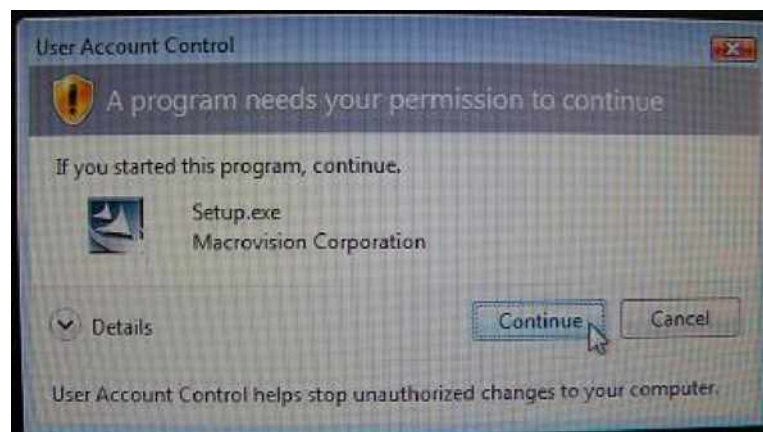 User Account Control
A program needs your permission to continue
If you started this program, continue.
Setup.exe
Macrovision Corporation
Details
Continue
Cancel
User Account Control helps stop unauthorized changes to your computer.